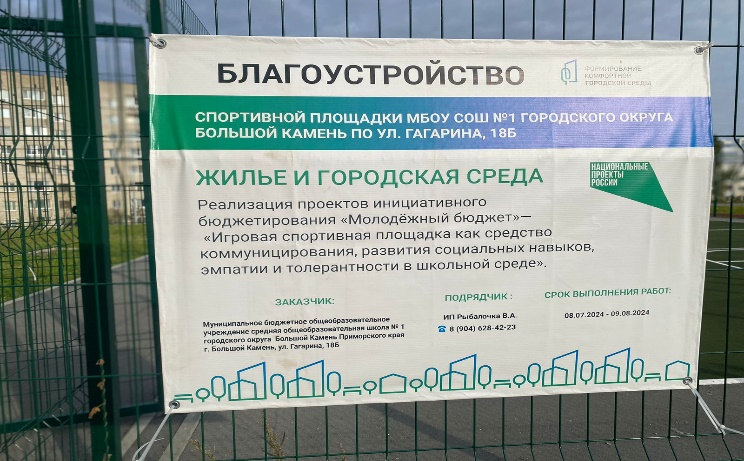 БЛАГОУСТРОЙСТВО
ФОРМИРОВАНИЕ
КОМФОРТНОЙ
ГОРОДСКОЙ СРЕДЫ
СПОРТИВНОЙ ПЛОЩАДКИ МБОУ СОШ №1 ГОРОДСКОГО ОКРУГА
БОЛЬШОЙ КАМЕНЬ ПО УЛ. ГАГАРИНА, 18Б
ЖИЛЬЕ И ГОРОДСКАЯ СРЕДА
НАЦИОНАЛЬНЫЕ
ПРОЕКТЫ
РОССИИ
Реализация проектов инициативного
бюджетирования «Молодёжный бюджет»—
«Игровая спортивная площадка как средство
коммуницирования, развития социальных навыков,
эмпатии и толерантности в школьной среде».
ЗАКАЗЧИК:
Муниципальное бюджетное общеобразовательное
учреждение средняя общеобразовательная школа № 1
городского округа Большой Камень Приморского края
г. Большой Камень, ул. Гагарина, 18Б
ПОДРЯДЧИК :
ИП Рыбалочка В.А.
8 (904) 628-42-23
СРОК ВЫПОЛНЕНИЯ РАБОТ:
08.07.2024 - 09.08.2024